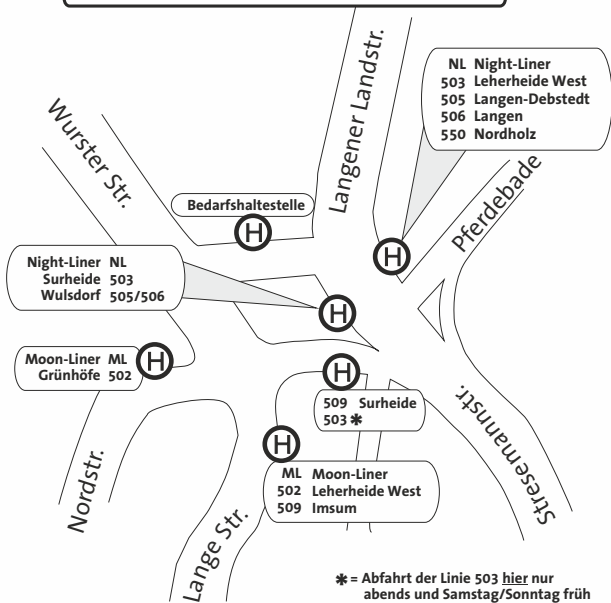 NL Night-Liner
503 Leherheide West
505 Langen-Debstedt
506 Langen
550 Nordholz
Langener Landstr.
Wurster Str.
Pferdebade
Bedarfshaltestelle
H
H
Night-Liner NL
Surheide 503
Wulsdorf 505/506
H
Moon-Liner ML
Grünhöfe 502
H
H
509 Surheide
503 *
H
ML Moon-Liner
502 Leherheide West
509 Imsum
Stresemannstr.
Nordstr.
Lange Str.
* = Abfahrt der Linie 503 hier nur
abends und Samstag/Sonntag früh